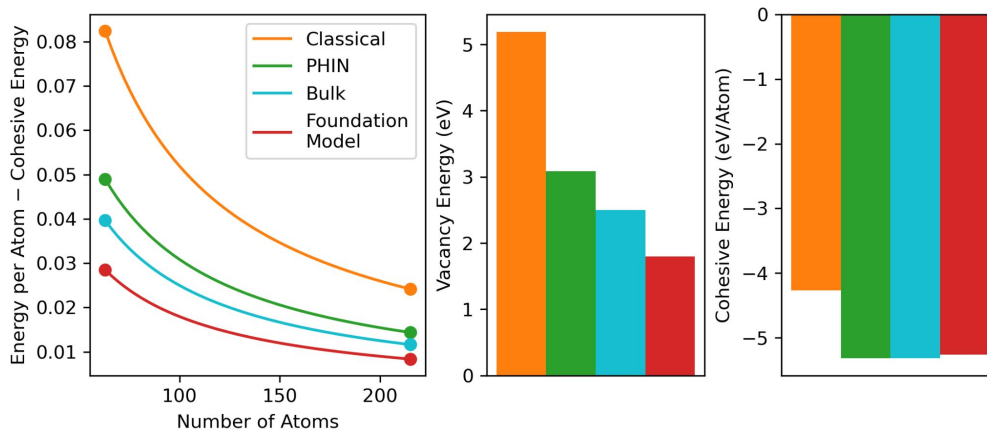 Energy per Atom − Cohesive Energy
0.08
0.07
0.06
0.05
0.04
0.03
0.02
0.01
100
150
200
Number of Atoms
Classical
PHIN
Bulk
Foundation
Model
Vacancy Energy (eV)
5
4
3
2
1
0
Cohesive Energy (eV/Atom)
0
−1
−2
−3
−4
−5